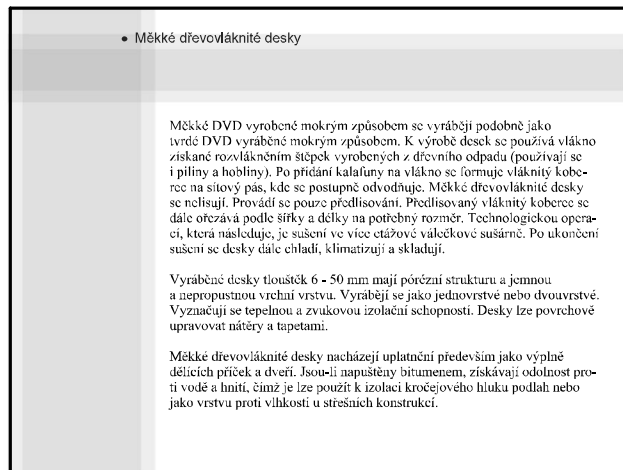 • Měkké dřevovláknité desky
Měkké DVD vyrobené mokrým způsobem se vyrábějí podobně jako
tvrdé DVD vyráběné mokrým způsobem. K výrobě desek se používá vlákno
získané rozvlákněním štěpek vyrobených z dřevního odpadu (používají se
i piliny a hobliny). Po přidání kalafuny na vlákno se formuje vláknitý kobe-
rec na sítový pás, kde se postupně odvodňuje. Měkké dřevovláknité desky
se nelisují. Provádí se pouze předlisování. Předlisovaný vláknitý koberec se
dále ořezává podle šířky a délky na potřebný rozměr. Technologickou opera-
cí, která následuje, je sušení ve více etážové válečkové sušárně. Po ukončení
sušení se desky dále chladí, klimatizují a skladují.
Vyráběné desky tlouštěk 6 - 50 mm mají pórézní strukturu a jemnou
a nepropustnou vrchní vrstvu. Vyrábějí se jako jednovrstvé nebo dvouvrstvé.
Vyznačují se tepelnou a zvukovou izolační schopností. Desky lze povrchově
upravovat nátěry a tapetami.
Měkké dřevovláknité desky nacházejí uplatnění především jako výplně
dělících příček a dveří. Jsou-li napuštěny bitumenem, získávají odolnost pro-
ti vodě a hnití, čímž je lze použít k izolaci kročejového hluku podlah nebo
jako vrstvu proti vlhkosti u střešních konstrukcí.